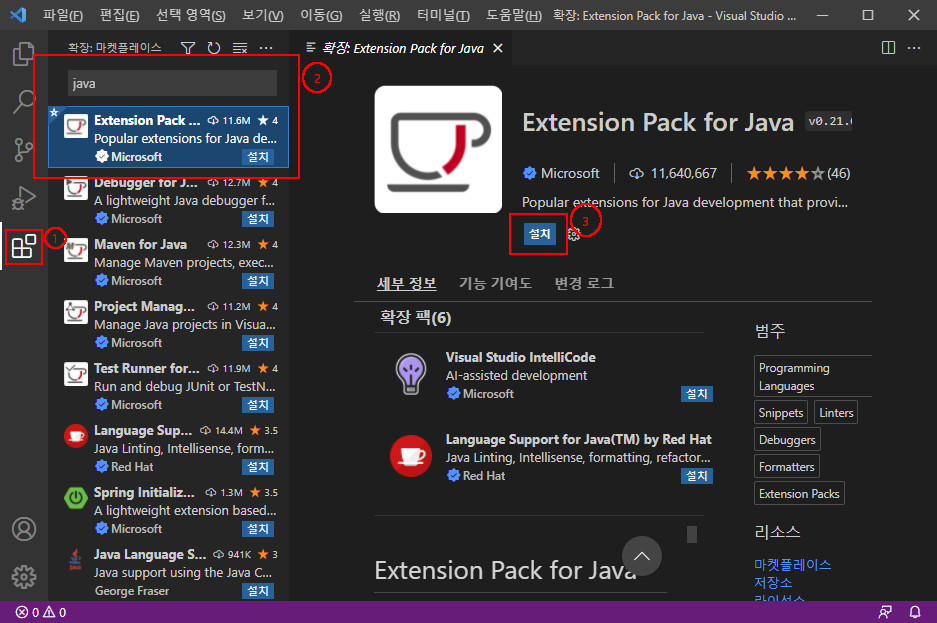 파일(F) 편집(E) 선택 영역(S) 보기(V) 이동(G) 실행(R) 터미널(T) 도움말(H) 확장: Extension Pack for Java - Visual Studio ...
확장: 마켓플레이스
java
Extension Pack ... 11.6M ★ 4
Popular extensions for Java de...
Microsoft 설치
Debugger for J... 12.7M ★ 4
A lightweight Java debugger f...
Microsoft 설치
Maven for Java 12.3M ★ 4
Manage Maven projects, exec...
Microsoft 설치
Project Manag... 11.2M ★ 4
Manage Java projects in Visua...
Microsoft 설치
Test Runner for... 11.9M ★ 4
Run and debug JUnit or TestN...
Microsoft 설치
Language Sup... 14.4M ★ 3.5
Java Linting, Intellisense, form...
Red Hat 설치
Spring Initializ... 1.3M ★ 3.5
A lightweight extension based...
Microsoft 설치
Java Language S... 941K ★ 3
Java support using the Java C...
George Fraser 설치
1
2
3
확장: Extension Pack for Java
Extension Pack for Java v0.21.
Microsoft 11,640,667 ★★★★☆ (46)
Popular extensions for Java development that provi...
설치
세부 정보 기능 기여도 변경 로그
확장 팩(6)
Visual Studio IntelliCode
AI-assisted development
Microsoft 설치
Language Support for Java(TM) by Red Hat
Java Linting, Intellisense, formatting, refactor...
Red Hat 설치
Extension Pack for Java
범주
Programming
Languages
Snippets Linters
Debuggers
Formatters
Extension Packs
리소스
마켓플레이스
저장소
라이선스
0 0